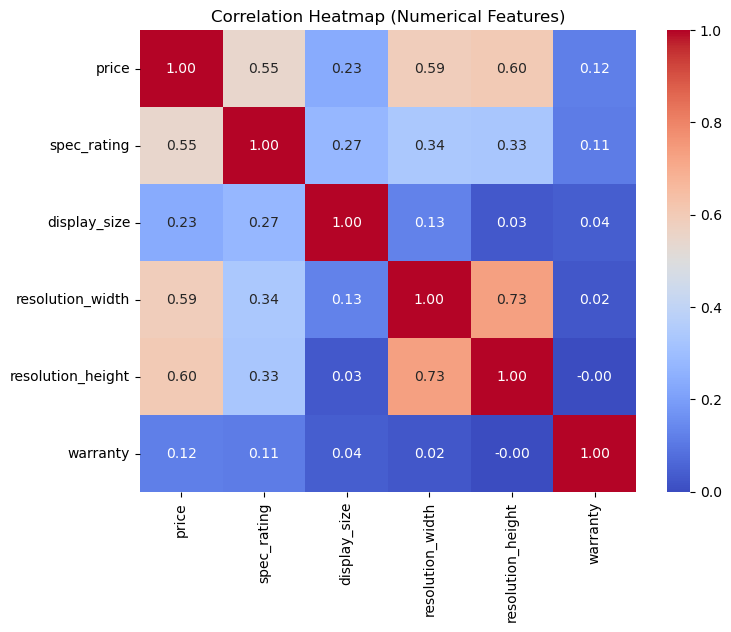 Correlation Heatmap (Numerical Features)
price 1.00 0.55 0.23 0.59 0.60 0.12
spec_rating 0.55 1.00 0.27 0.34 0.33 0.11
display_size 0.23 0.27 1.00 0.13 0.03 0.04
resolution_width 0.59 0.34 0.13 1.00 0.73 0.02
resolution_height 0.60 0.33 0.03 0.73 1.00 -0.00
warranty 0.12 0.11 0.04 0.02 -0.00 1.00
price
spec_rating
display_size
resolution_width
resolution_height
warranty
1.0
0.8
0.6
0.4
0.2
0.0